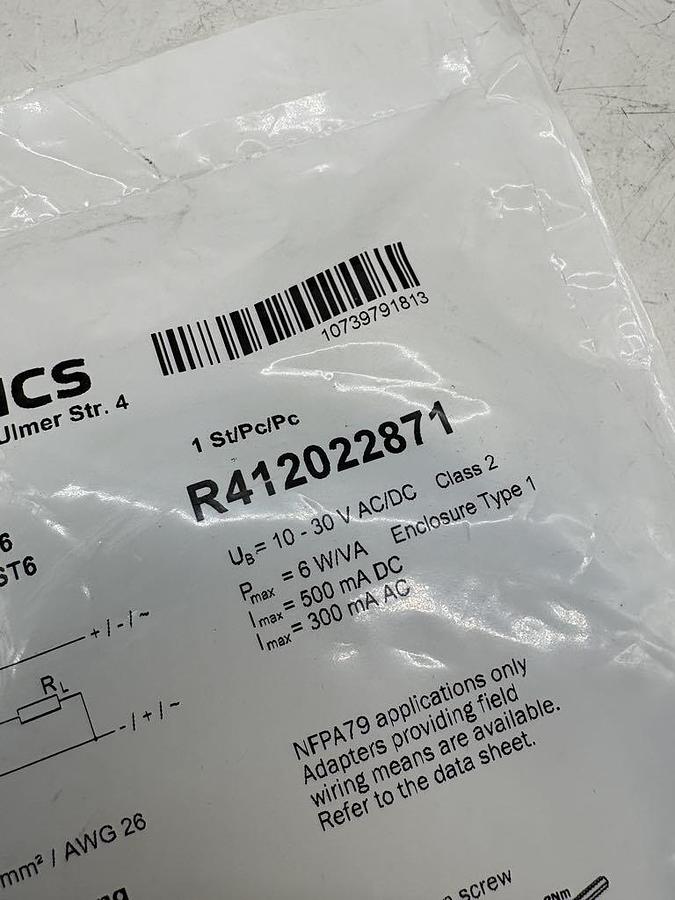 10739791813
ICS
Ulmer Str. 4
1 St/Pc/Pc
R412022871
UB= 10 - 30 V AC/DC Class 2
Pmax = 6 W/VA Enclosure Type 1
Imax= 500 mA DC
Imax= 300 mA AC
6
ST6
+ / - / ~
RL
- / + / ~
NFPA79 applications only
Adapters providing field
wiring means are available.
Refer to the data sheet.
mm² / AWG 26
screw